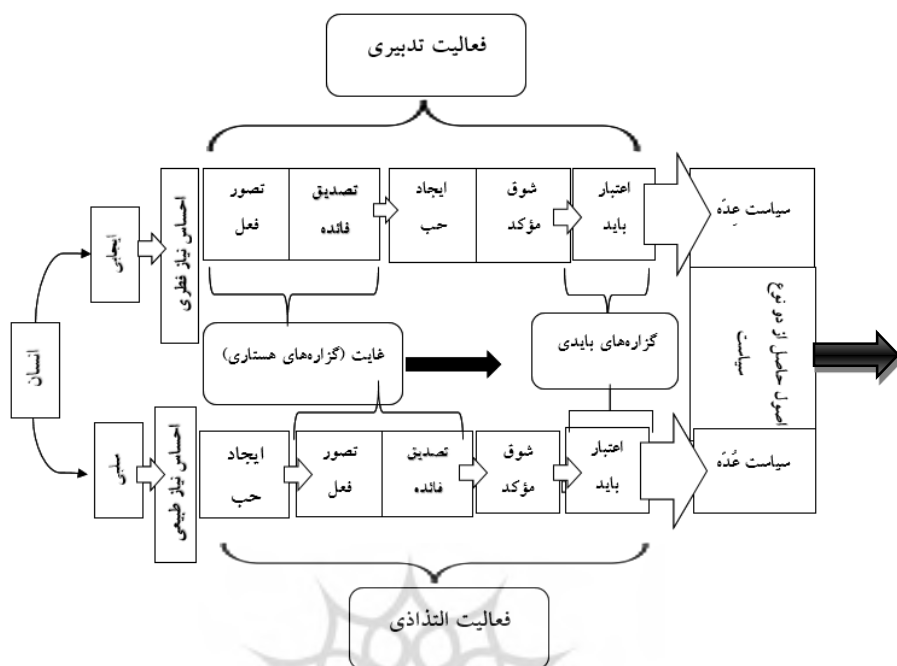 فعالیت تدبیری
انسان
ایجابی
احساس نیاز فطری
تصور
فعل
تصدیق
فائده
ایجاد
حب
شوق
مؤکد
اعتبار
باید
سیاست عِدّه
غایت (گزاره‌های هستاری)
گزاره‌های بایدی
اصول حاصل از دو نوع
سیاست
سلبی
احساس نیاز طبیعی
ایجاد
حب
تصور
فعل
تصدیق
فائده
شوق
مؤکد
اعتبار
باید
سیاست عُدّه
فعالیت التذاذی